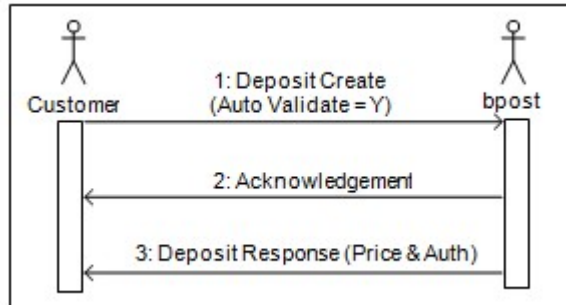 Customer
bpost
1: Deposit Create
(Auto Validate = Y)
2: Acknowledgement
3: Deposit Response (Price & Auth)